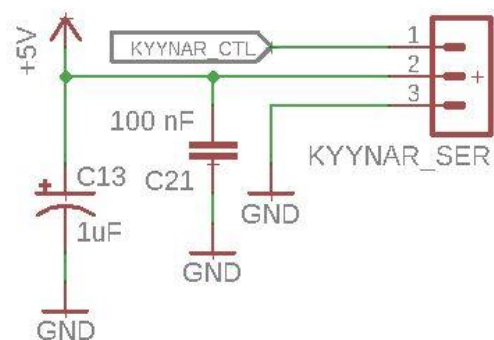 +5V
KYYNAR_CTL
1
2
3
+
KYYNAR_SER
100 nF
C21
+
C13
1uF
GND
GND
GND